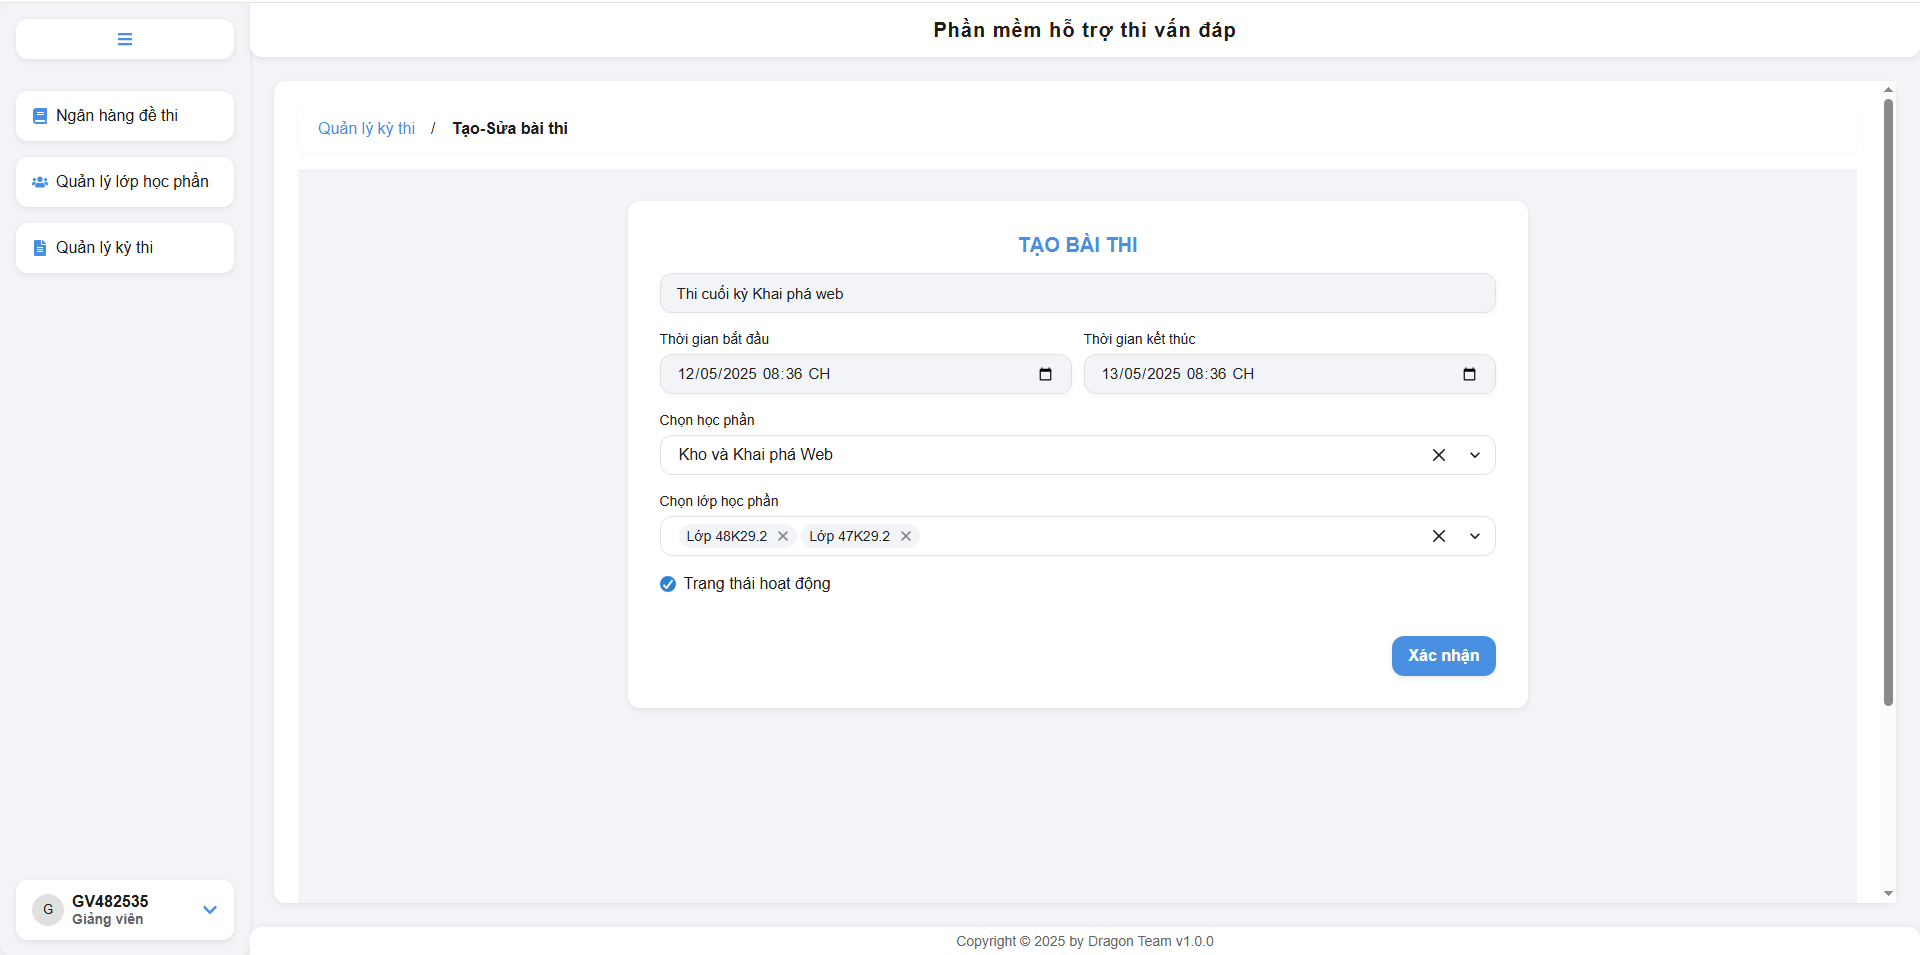 Phần mềm hỗ trợ thi vấn đáp
Ngân hàng đề thi
Quản lý lớp học phần
Quản lý kỳ thi
Quản lý kỳ thi / Tạo-Sửa bài thi
TẠO BÀI THI
Thi cuối kỳ Khai phá web
Thời gian bắt đầu
Thời gian kết thúc
12/05/2025 08:36 CH
13/05/2025 08:36 CH
Chọn học phần
Kho và Khai phá Web
Chọn lớp học phần
Lớp 48K29.2 Lớp 47K29.2
Trạng thái hoạt động
Xác nhận
G
GV482535
Giảng viên
Copyright © 2025 by Dragon Team v1.0.0